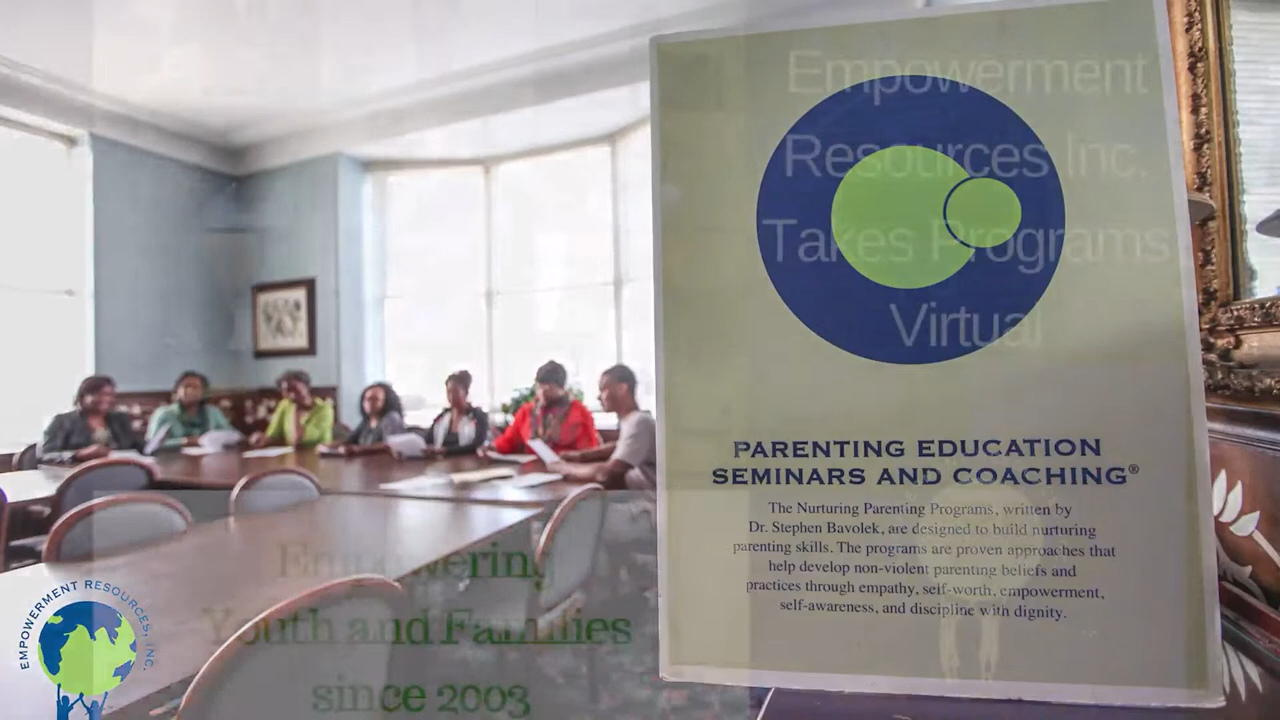 Empowerment
Resources Inc.
Takes Programs
Virtual
PARENTING EDUCATION
SEMINARS AND COACHING®
The Nurturing Parenting Programs, written by
Dr. Stephen Bavolek, are designed to build nurturing
parenting skills. The programs are proven approaches that
help develop non-violent parenting beliefs and
practices through empathy, self-worth, empowerment,
self-awareness, and discipline with dignity.
Empowering
Youth and Families
since 2003
EMPOWERMENT RESOURCES, INC.